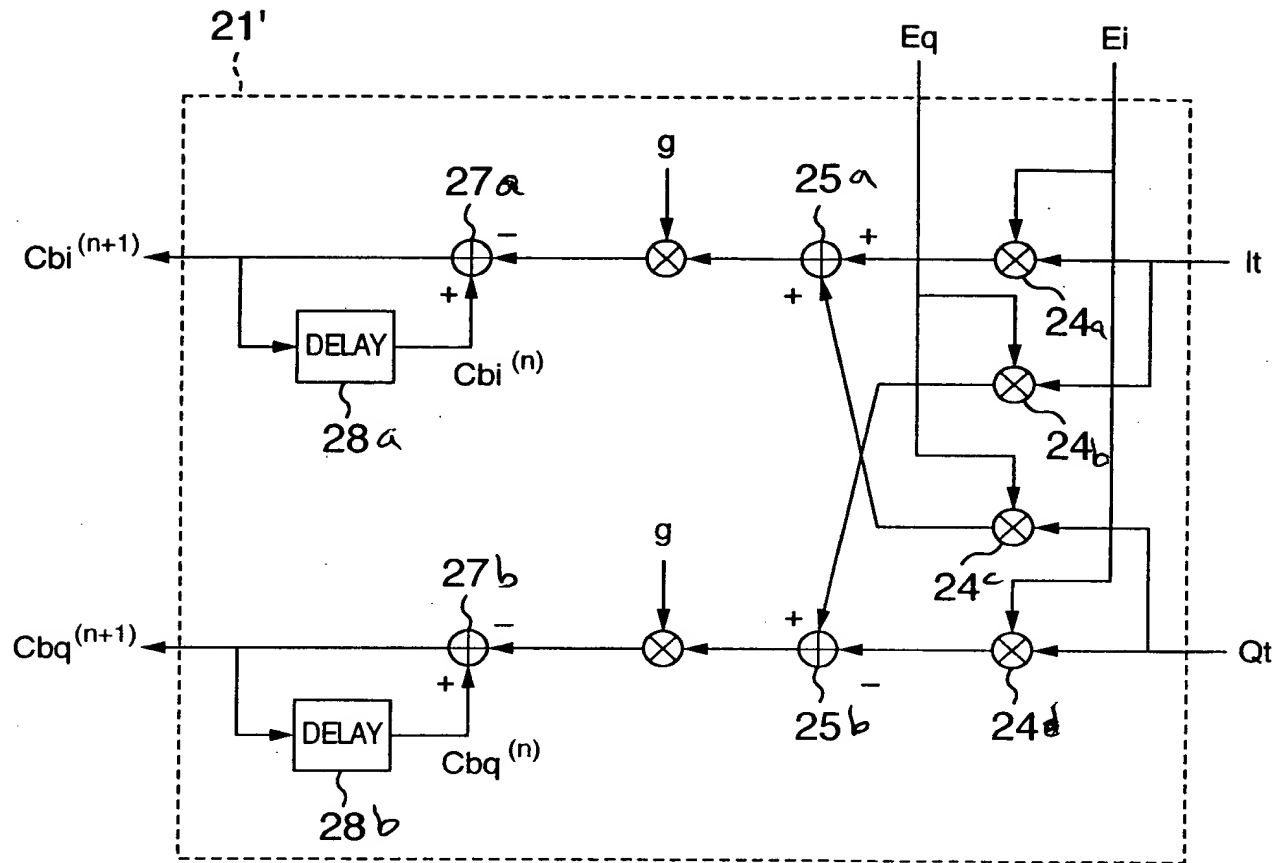 21'
Eq
Ei
g
27a
25a
−
+
Cbi (n+1)
It
+
+
24a
DELAY
Cbi (n)
28a
24b
g
27b
24c
−
+
Cbq (n+1)
Qt
+
−
25b
24d
DELAY
Cbq (n)
28b